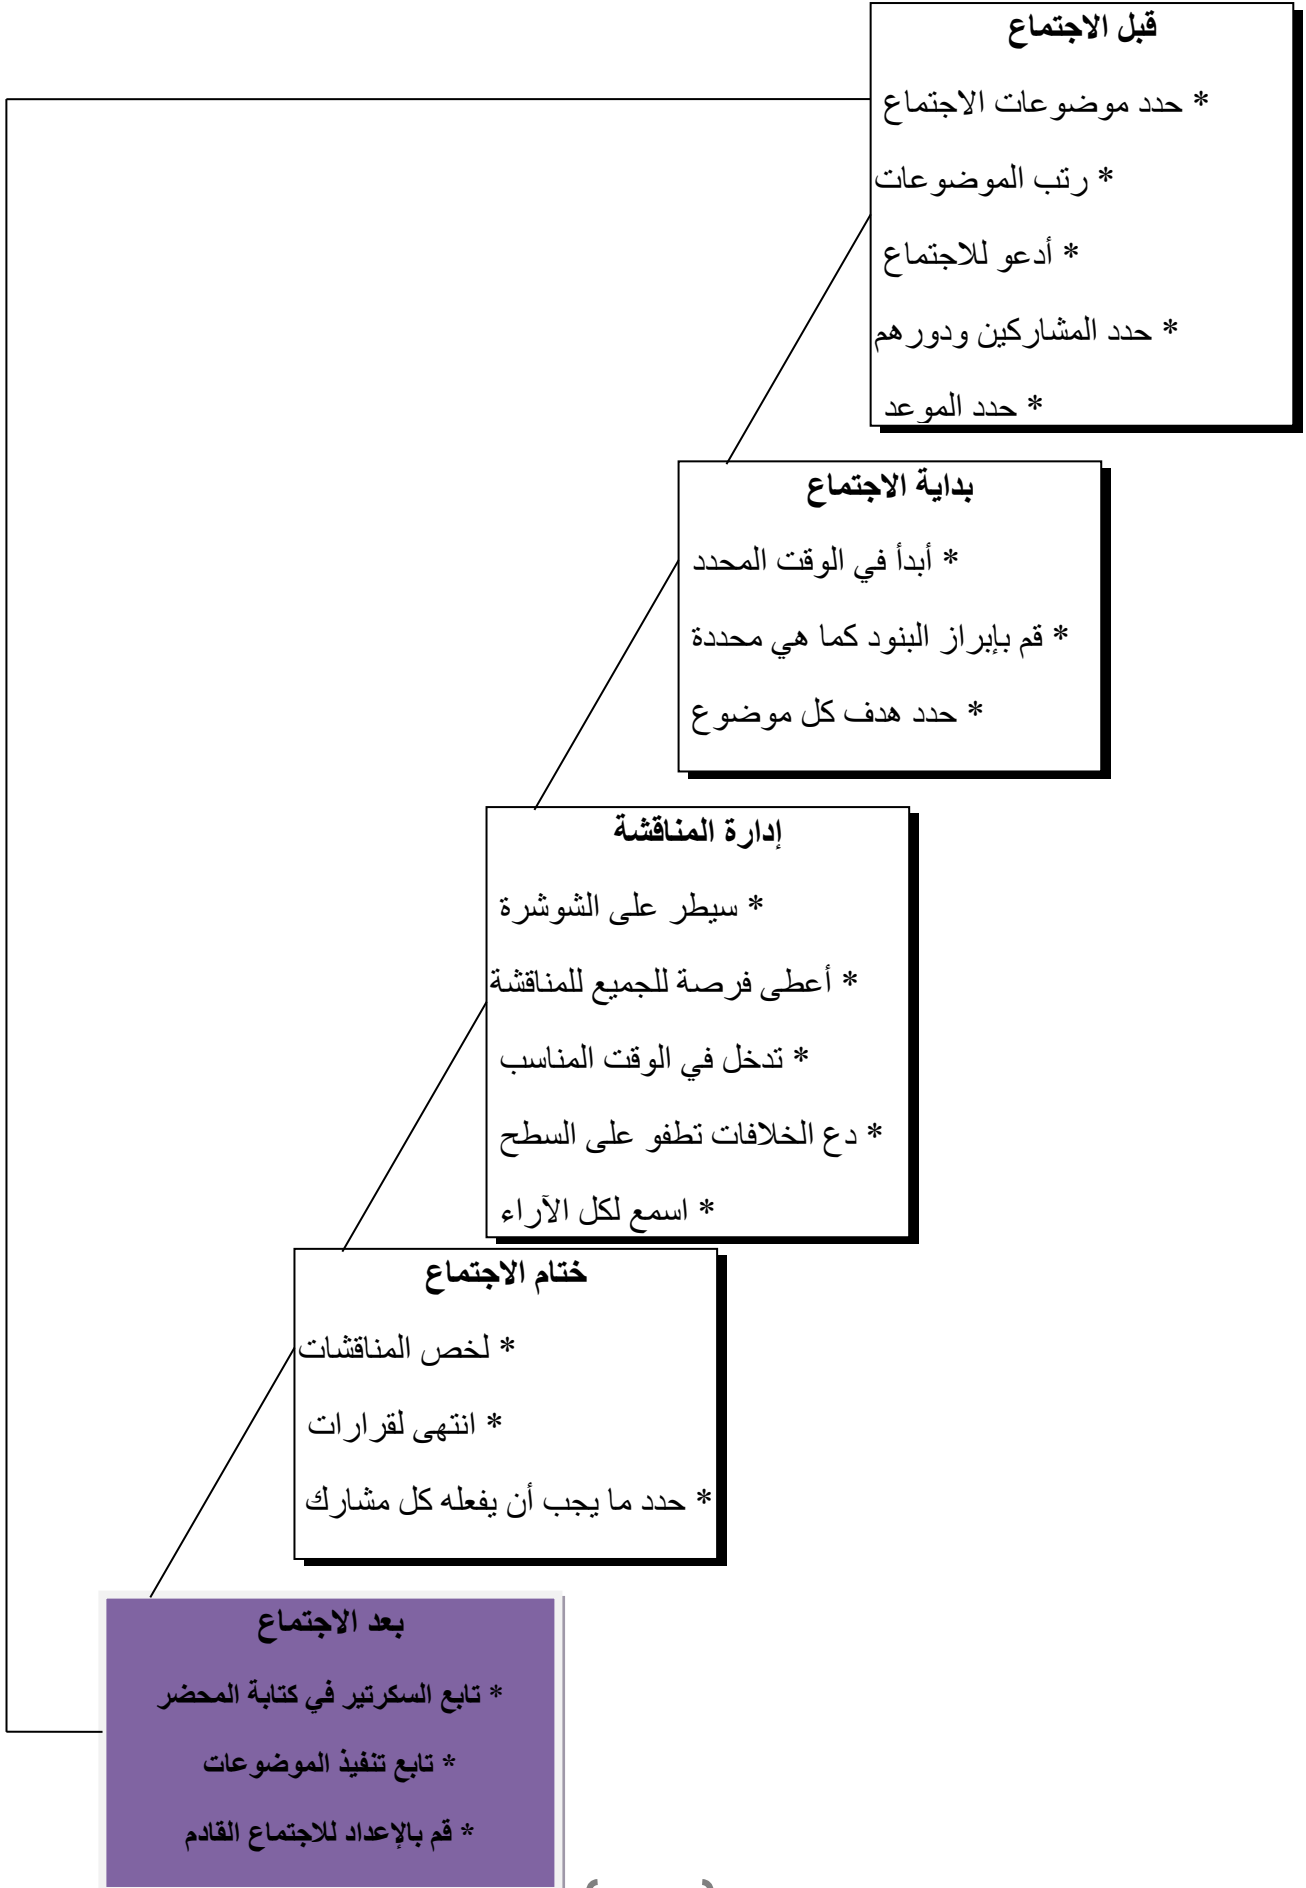 قبل الاجتماع
* حدد موضوعات الاجتماع
* رتب الموضوعات
* أدعو للاجتماع
* حدد المشاركين ودورهم
* حدد الموعد
بداية الاجتماع
* أبدأ في الوقت المحدد
* قم بإبراز البنود كما هي محددة
* حدد هدف كل موضوع
إدارة المناقشة
* سيطر على الشوشرة
* أعطى فرصة للجميع للمناقشة
* تدخل في الوقت المناسب
* دع الخلافات تطفو على السطح
* اسمع لكل الآراء
ختام الاجتماع
* لخص المناقشات
* انتهى لقرارات
* حدد ما يجب أن يفعله كل مشارك
بعد الاجتماع
* تابع السكرتير في كتابة المحضر
* تابع تنفيذ الموضوعات
* قم بالإعداد للاجتماع القادم